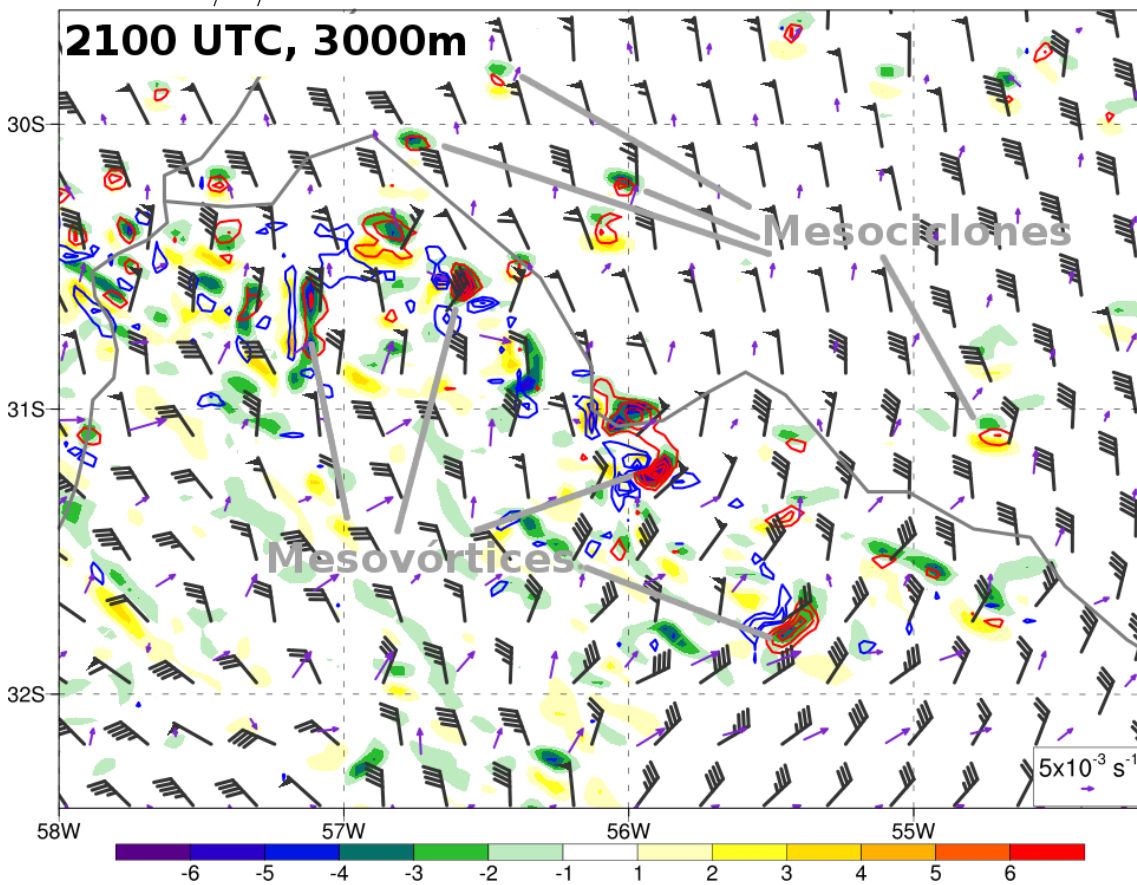 2100 UTC, 3000m
30S
Mesociclones
31S
Mesovórtices
32S
5x10⁻³ s⁻¹
58W 57W 56W 55W
-6 -5 -4 -3 -2 -1 1 2 3 4 5 6